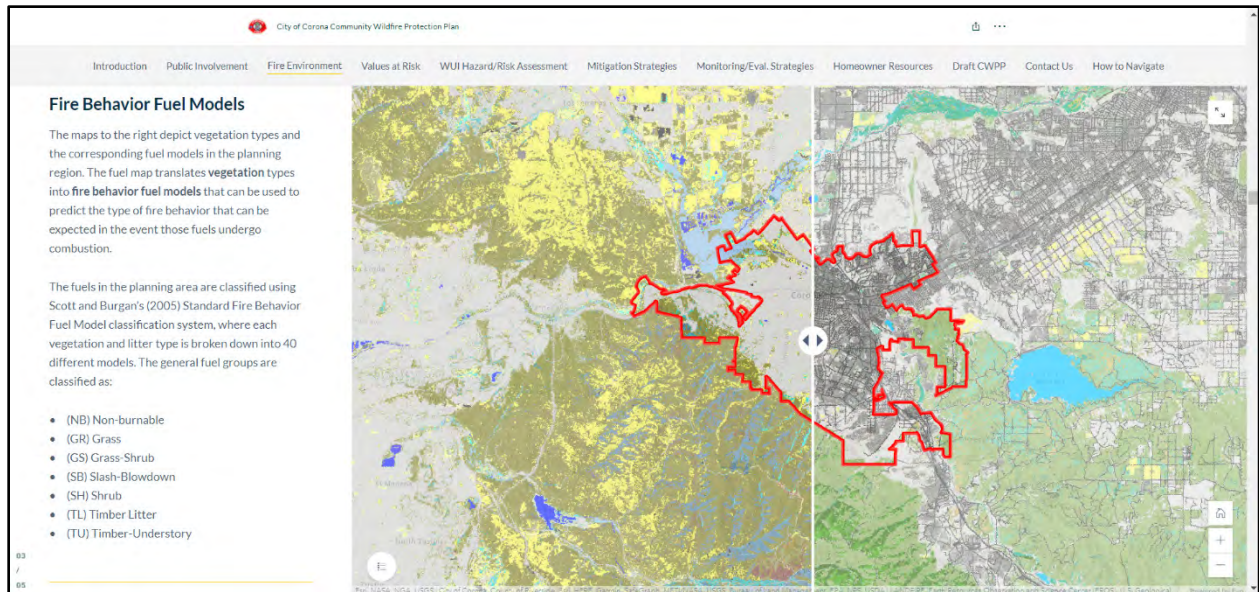 City of Corona Community Wildfire Protection Plan
Introduction Public Involvement Fire Environment Values at Risk WUI Hazard/Risk Assessment Mitigation Strategies Monitoring/Eval. Strategies Homeowner Resources Draft CWPP Contact Us How to Navigate
Fire Behavior Fuel Models
The maps to the right depict vegetation types and
the corresponding fuel models in the planning
region. The fuel map translates vegetation types
into fire behavior fuel models that can be used to
predict the type of fire behavior that can be
expected in the event those fuels undergo
combustion.
The fuels in the planning area are classified using
Scott and Burgan's (2005) Standard Fire Behavior
Fuel Model classification system, where each
vegetation and litter type is broken down into 40
different models. The general fuel groups are
classified as:
• (NB) Non-burnable
• (GR) Grass
• (GS) Grass-Shrub
• (SB) Slash-Blowdown
• (SH) Shrub
• (TL) Timber Litter
• (TU) Timber-Understory
03
/
05